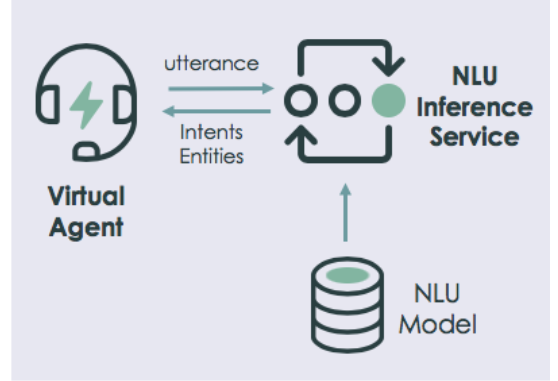 utterance
Intents
Entities
NLU
Inference
Service
Virtual
Agent
NLU
Model